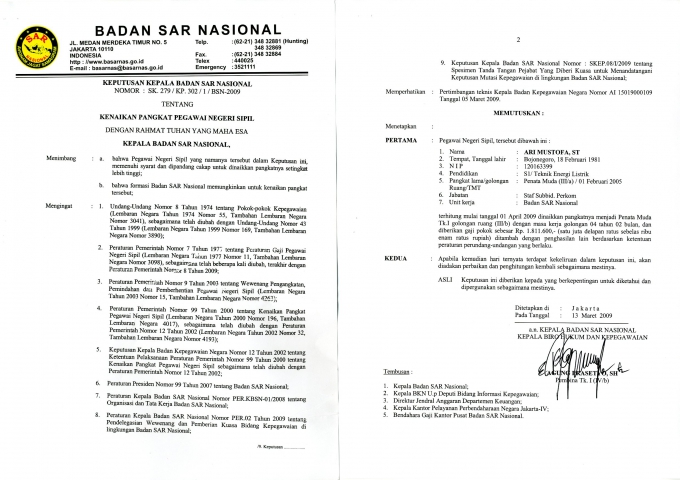 SAR
BADAN SAR NASIONAL
JL. MEDAN MERDEKA TIMUR NO. 5
JAKARTA 10110
INDONESIA
http : //www.basarnas.go.id
E-mail : basarnas@basarnas.go.id
Telp. : (62-21) 348 32881 (Hunting)
348 32869
Fax. : (62-21) 348 32884
Telex : 440025
Emergency : 3521111
KEPUTUSAN KEPALA BADAN SAR NASIONAL
NOMOR : SK. 279 / KP. 302 / 1 / BSN-2009
TENTANG
KENAIKAN PANGKAT PEGAWAI NEGERI SIPIL
DENGAN RAHMAT TUHAN YANG MAHA ESA
KEPALA BADAN SAR NASIONAL,
Menimbang : a. bahwa Pegawai Negeri Sipil yang namanya tersebut dalam Keputusan ini,
memenuhi syarat dan dipandang cakap untuk dinaikkan pangkatnya setingkat
lebih tinggi;
b. bahwa formasi Badan SAR Nasional memungkinkan untuk kenaikan pangkat
tersebut;
Mengingat : 1. Undang-Undang Nomor 8 Tahun 1974 tentang Pokok-pokok Kepegawaian
(Lembaran Negara Tahun 1974 Nomor 55, Tambahan Lembaran Negara
Nomor 3041), sebagaimana telah diubah dengan Undang-Undang Nomor 43
Tahun 1999 (Lembaran Negara Tahun 1999 Nomor 169, Tambahan Lembaran
Negara Nomor 3890);
2. Peraturan Pemerintah Nomor 7 Tahun 1977 tentang Peraturan Gaji Pegawai
Negeri Sipil (Lembaran Negara Tahun 1977 Nomor 11, Tambahan Lembaran
Negara Nomor 3098), sebagaimana telah beberapa kali diubah, terakhir dengan
Peraturan Pemerintah Nomor 8 Tahun 2009;
3. Peraturan Pemerintah Nomor 9 Tahun 2003 tentang Wewenang Pengangkatan,
Pemindahan dan Pemberhentian Pegawai negeri Sipil (Lembaran Negara
Tahun 2003 Nomor 15, Tambahan Lembaran Negara Nomor 4263);
4. Peraturan Pemerintah Nomor 99 Tahun 2000 tentang Kenaikan Pangkat
Pegawai Negeri Sipil (Lembaran Negara Tahun 2000 Nomor 196, Tambahan
Lembaran Negara 4017), sebagaimana telah diubah dengan Peraturan
Pemerintah Nomor 12 Tahun 2002 (Lembaran Negara Tahun 2002 Nomor 32,
Tambahan Lembaran Negara Nomor 4193);
5. Keputusan Kepala Badan Kepegawaian Negara Nomor 12 Tahun 2002 tentang
Ketentuan Pelaksanaan Peraturan Pemerintah Nomor 99 Tahun 2000 tentang
Kenaikan Pangkat Pegawai Negeri Sipil sebagaimana telah diubah dengan
Peraturan Pemerintah Nomor 12 Tahun 2002;
6. Peraturan Presiden Nomor 99 Tahun 2007 tentang Badan SAR Nasional;
7. Peraturan Kepala Badan SAR Nasional Nomor PER.KBSN-01/2008 tentang
Organisasi dan Tata Kerja Badan SAR Nasional;
8. Peraturan Kepala Badan SAR Nasional Nomor PER.02 Tahun 2009 tentang
Pendelegasian Wewenang dan Pemberian Kuasa Bidang Kepegawaian di
lingkungan Badan SAR Nasional;
/9. Keputusan
2
9. Keputusan Kepala Badan SAR Nasional Nomor : SKEP.08/I/2009 tentang
Spesimen Tanda Tangan Pejabat Yang Diberi Kuasa untuk Menandatangani
Keputusan Mutasi Kepegawaian di lingkungan Badan SAR Nasional;
Memperhatikan : Pertimbangan teknis Kepala Badan Kepegawaian Negara Nomor AI 15019000109
Tanggal 05 Maret 2009.
MEMUTUSKAN :
Menetapkan :
PERTAMA : Pegawai Negeri Sipil, tersebut dibawah ini :
1. Nama : ARI MUSTOFA, ST
2. Tempat, Tanggal lahir : Bojonegoro, 18 Februari 1981
3. N I P : 120163399
4. Pendidikan : S1/ Teknik Energi Listrik
5. Pangkat lama/golongan : Penata Muda (III/a) / 01 Februari 2005
Ruang/TMT
6. Jabatan : Staf Subbid. Perkom
7. Unit kerja : Badan SAR Nasional
terhitung mulai tanggal 01 April 2009 dinaikkan pangkatnya menjadi Penata Muda
Tk.I golongan ruang (III/b) dengan masa kerja golongan 04 tahun 02 bulan, dan
diberikan gaji pokok sebesar Rp. 1.811.600,- (satu juta delapan ratus sebelas ribu
enam ratus rupiah) ditambah dengan penghasilan lain berdasarkan ketentuan
peraturan perundang-undangan yang berlaku.
KEDUA : Apabila kemudian hari ternyata terdapat kekeliruan dalam keputusan ini, akan
diadakan perbaikan dan penghitungan kembali sebagaimana mestinya.
ASLI Keputusan ini diberikan kepada yang berkepentingan untuk diketahui dan
dipergunakan sebagaimana mestinya.
Ditetapkan di : Jakarta
Pada Tanggal : 13 Maret 2009
a.n. KEPALA BADAN SAR NASIONAL
KEPALA BIRO HUKUM DAN KEPEGAWAIAN
AGUNG PRASETYO, SH
Pembina Tk. I (IV/b)
Tembusan :
1. Kepala Badan SAR Nasional;
2. Kepala BKN U.p Deputi Bidang Informasi Kepegawaian;
3. Direktur Jendral Anggaran Departemen Keuangan;
4. Kepala Kantor Pelayanan Perbendaharaan Negara Jakarta-IV;
5. Bendahara Gaji Kantor Pusat Badan SAR Nasional.